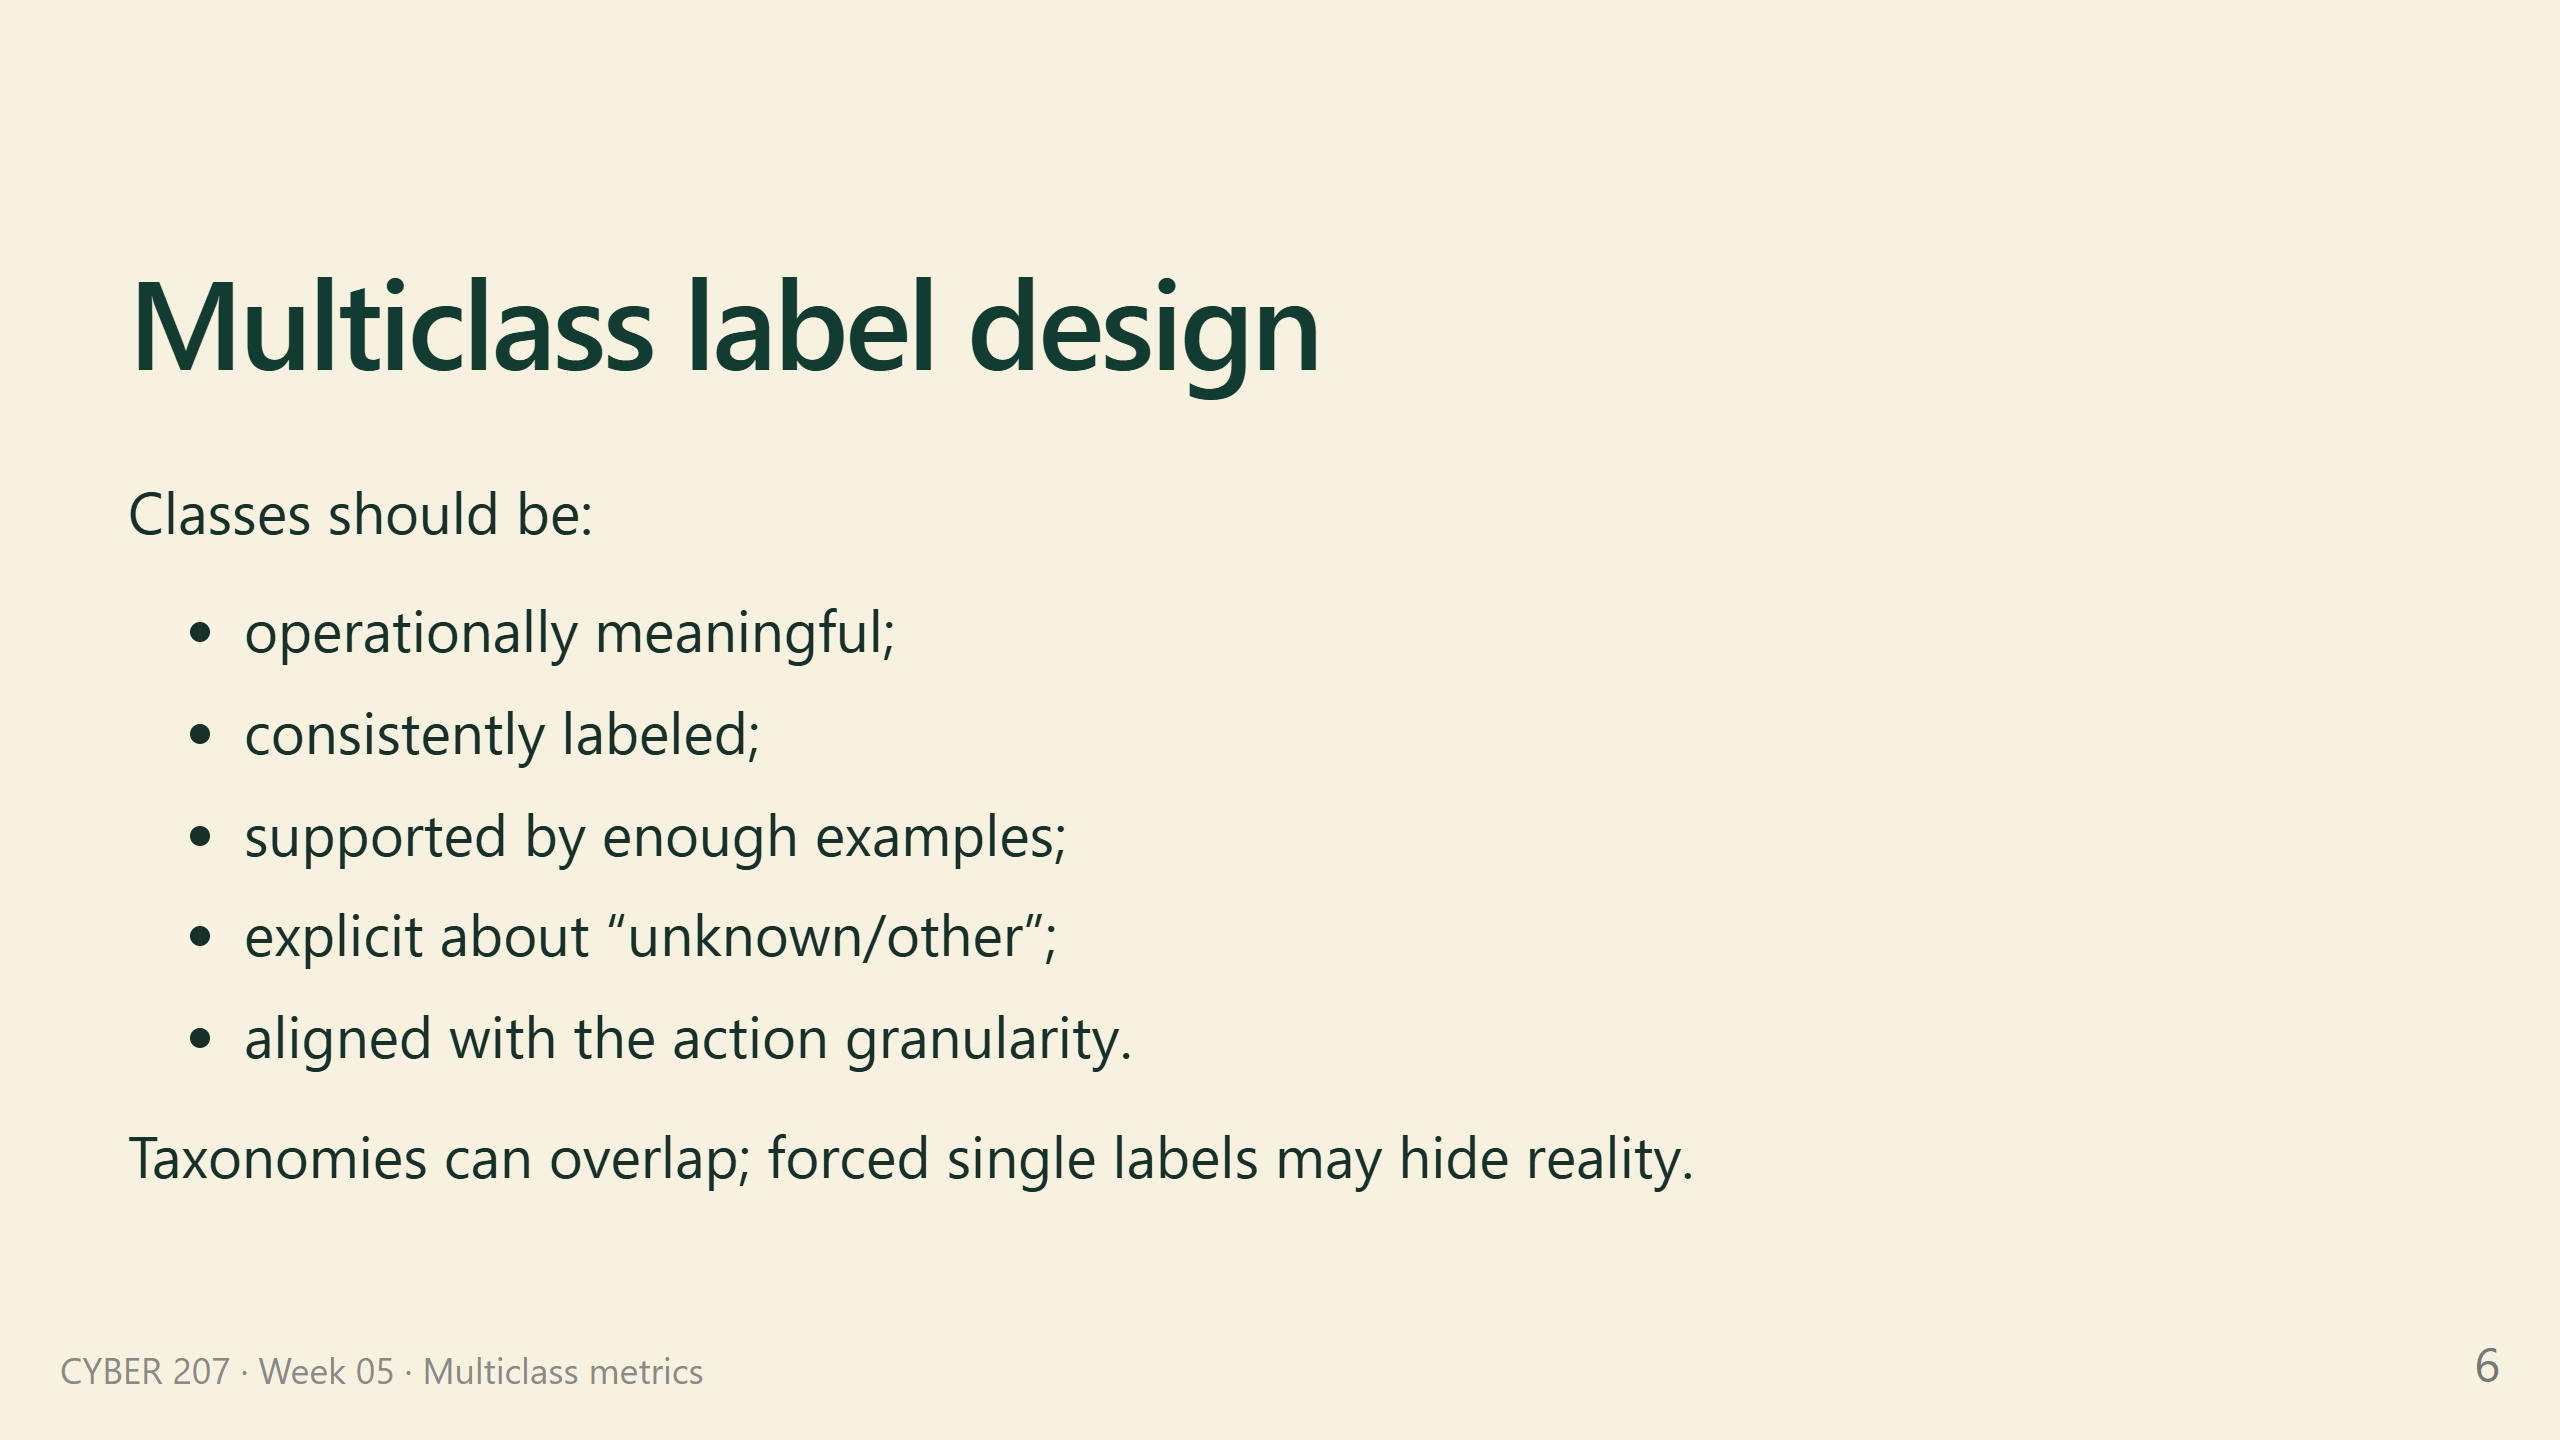 Multiclass label design
Classes should be:
• operationally meaningful;
• consistently labeled;
• supported by enough examples;
• explicit about “unknown/other”;
• aligned with the action granularity.
Taxonomies can overlap; forced single labels may hide reality.
CYBER 207 · Week 05 · Multiclass metrics
6